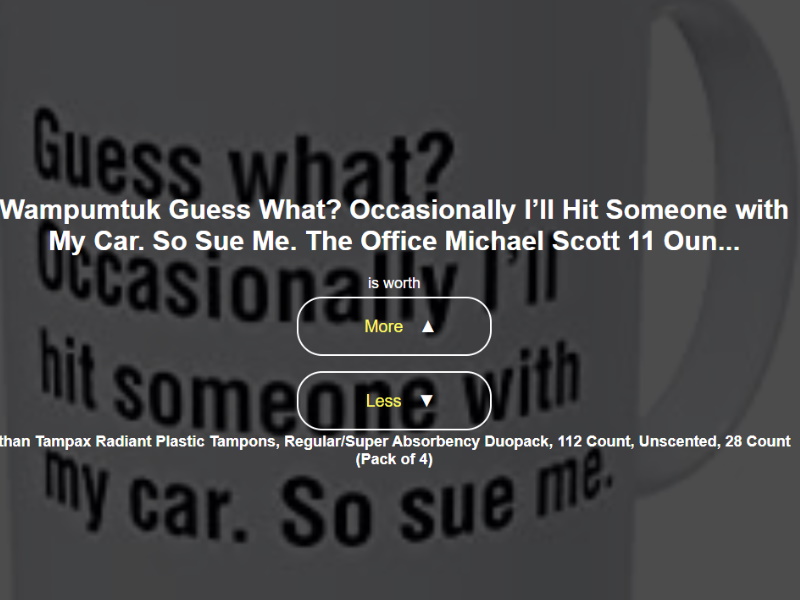 Guess what?
Wampumtuk Guess What? Occasionally I’ll Hit Someone with
My Car. So Sue Me. The Office Michael Scott 11 Oun...
Occasionally I'll
is worth
More ▲
hit someone with
Less ▼
than Tampax Radiant Plastic Tampons, Regular/Super Absorbency Duopack, 112 Count, Unscented, 28 Count
(Pack of 4)
my car. So sue me.